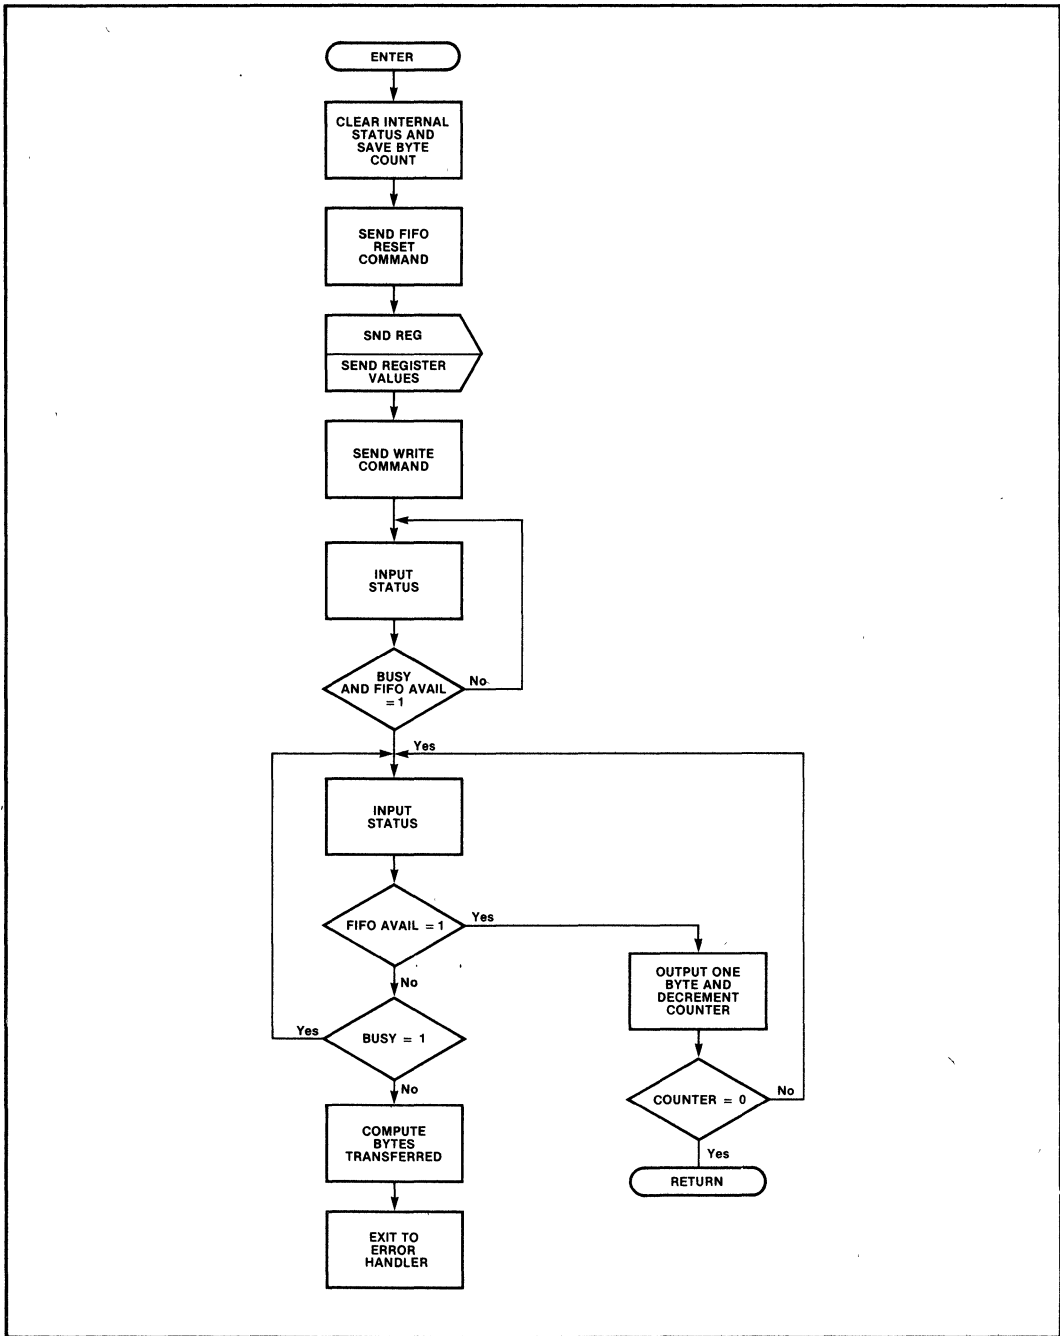 ENTER
CLEAR INTERNAL
STATUS AND
SAVE BYTE
COUNT
SEND FIFO
RESET
COMMAND
SND REG
SEND REGISTER
VALUES
SEND WRITE
COMMAND
INPUT
STATUS
BUSY
AND FIFO AVAIL
= 1
No
Yes
INPUT
STATUS
FIFO AVAIL = 1
Yes
No
OUTPUT ONE
BYTE AND
DECREMENT
COUNTER
BUSY = 1
Yes
No
COUNTER = 0
No
Yes
COMPUTE
BYTES
TRANSFERRED
RETURN
EXIT TO
ERROR
HANDLER